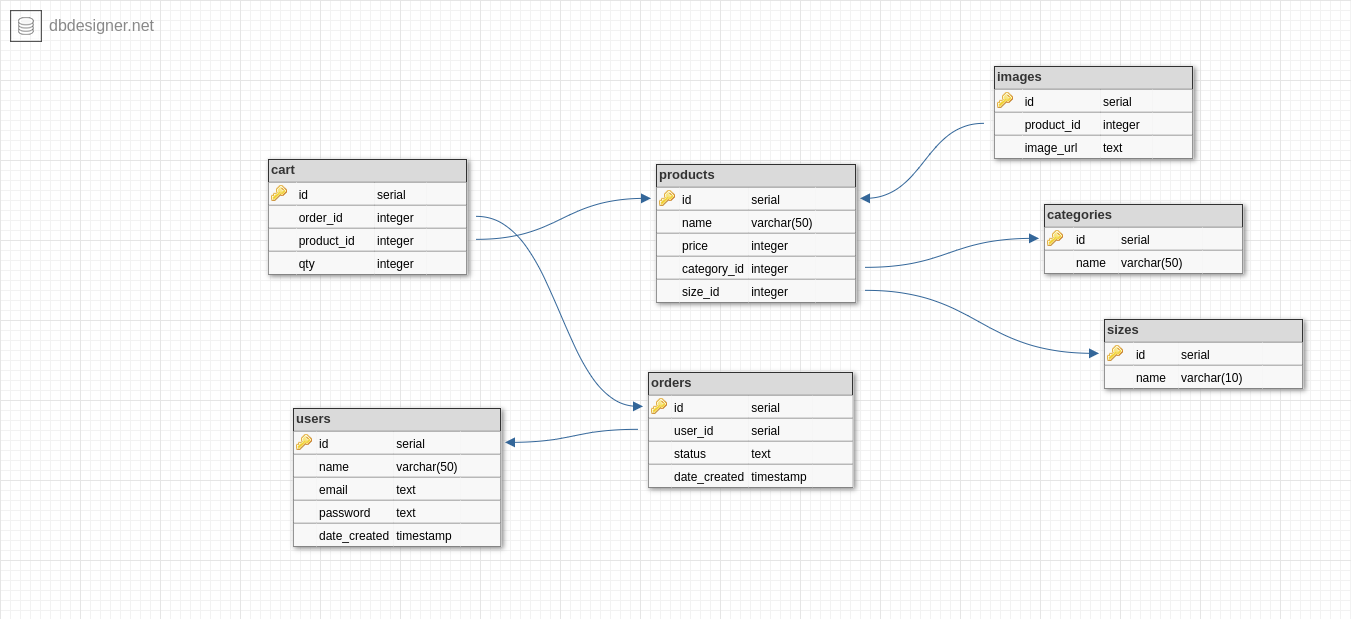 dbdesigner.net
images
id serial
product_id integer
image_url text
cart
id serial
order_id integer
product_id integer
qty integer
products
id serial
name varchar(50)
price integer
category_id integer
size_id integer
categories
id serial
name varchar(50)
sizes
id serial
name varchar(10)
orders
id serial
user_id serial
status text
date_created timestamp
users
id serial
name varchar(50)
email text
password text
date_created timestamp